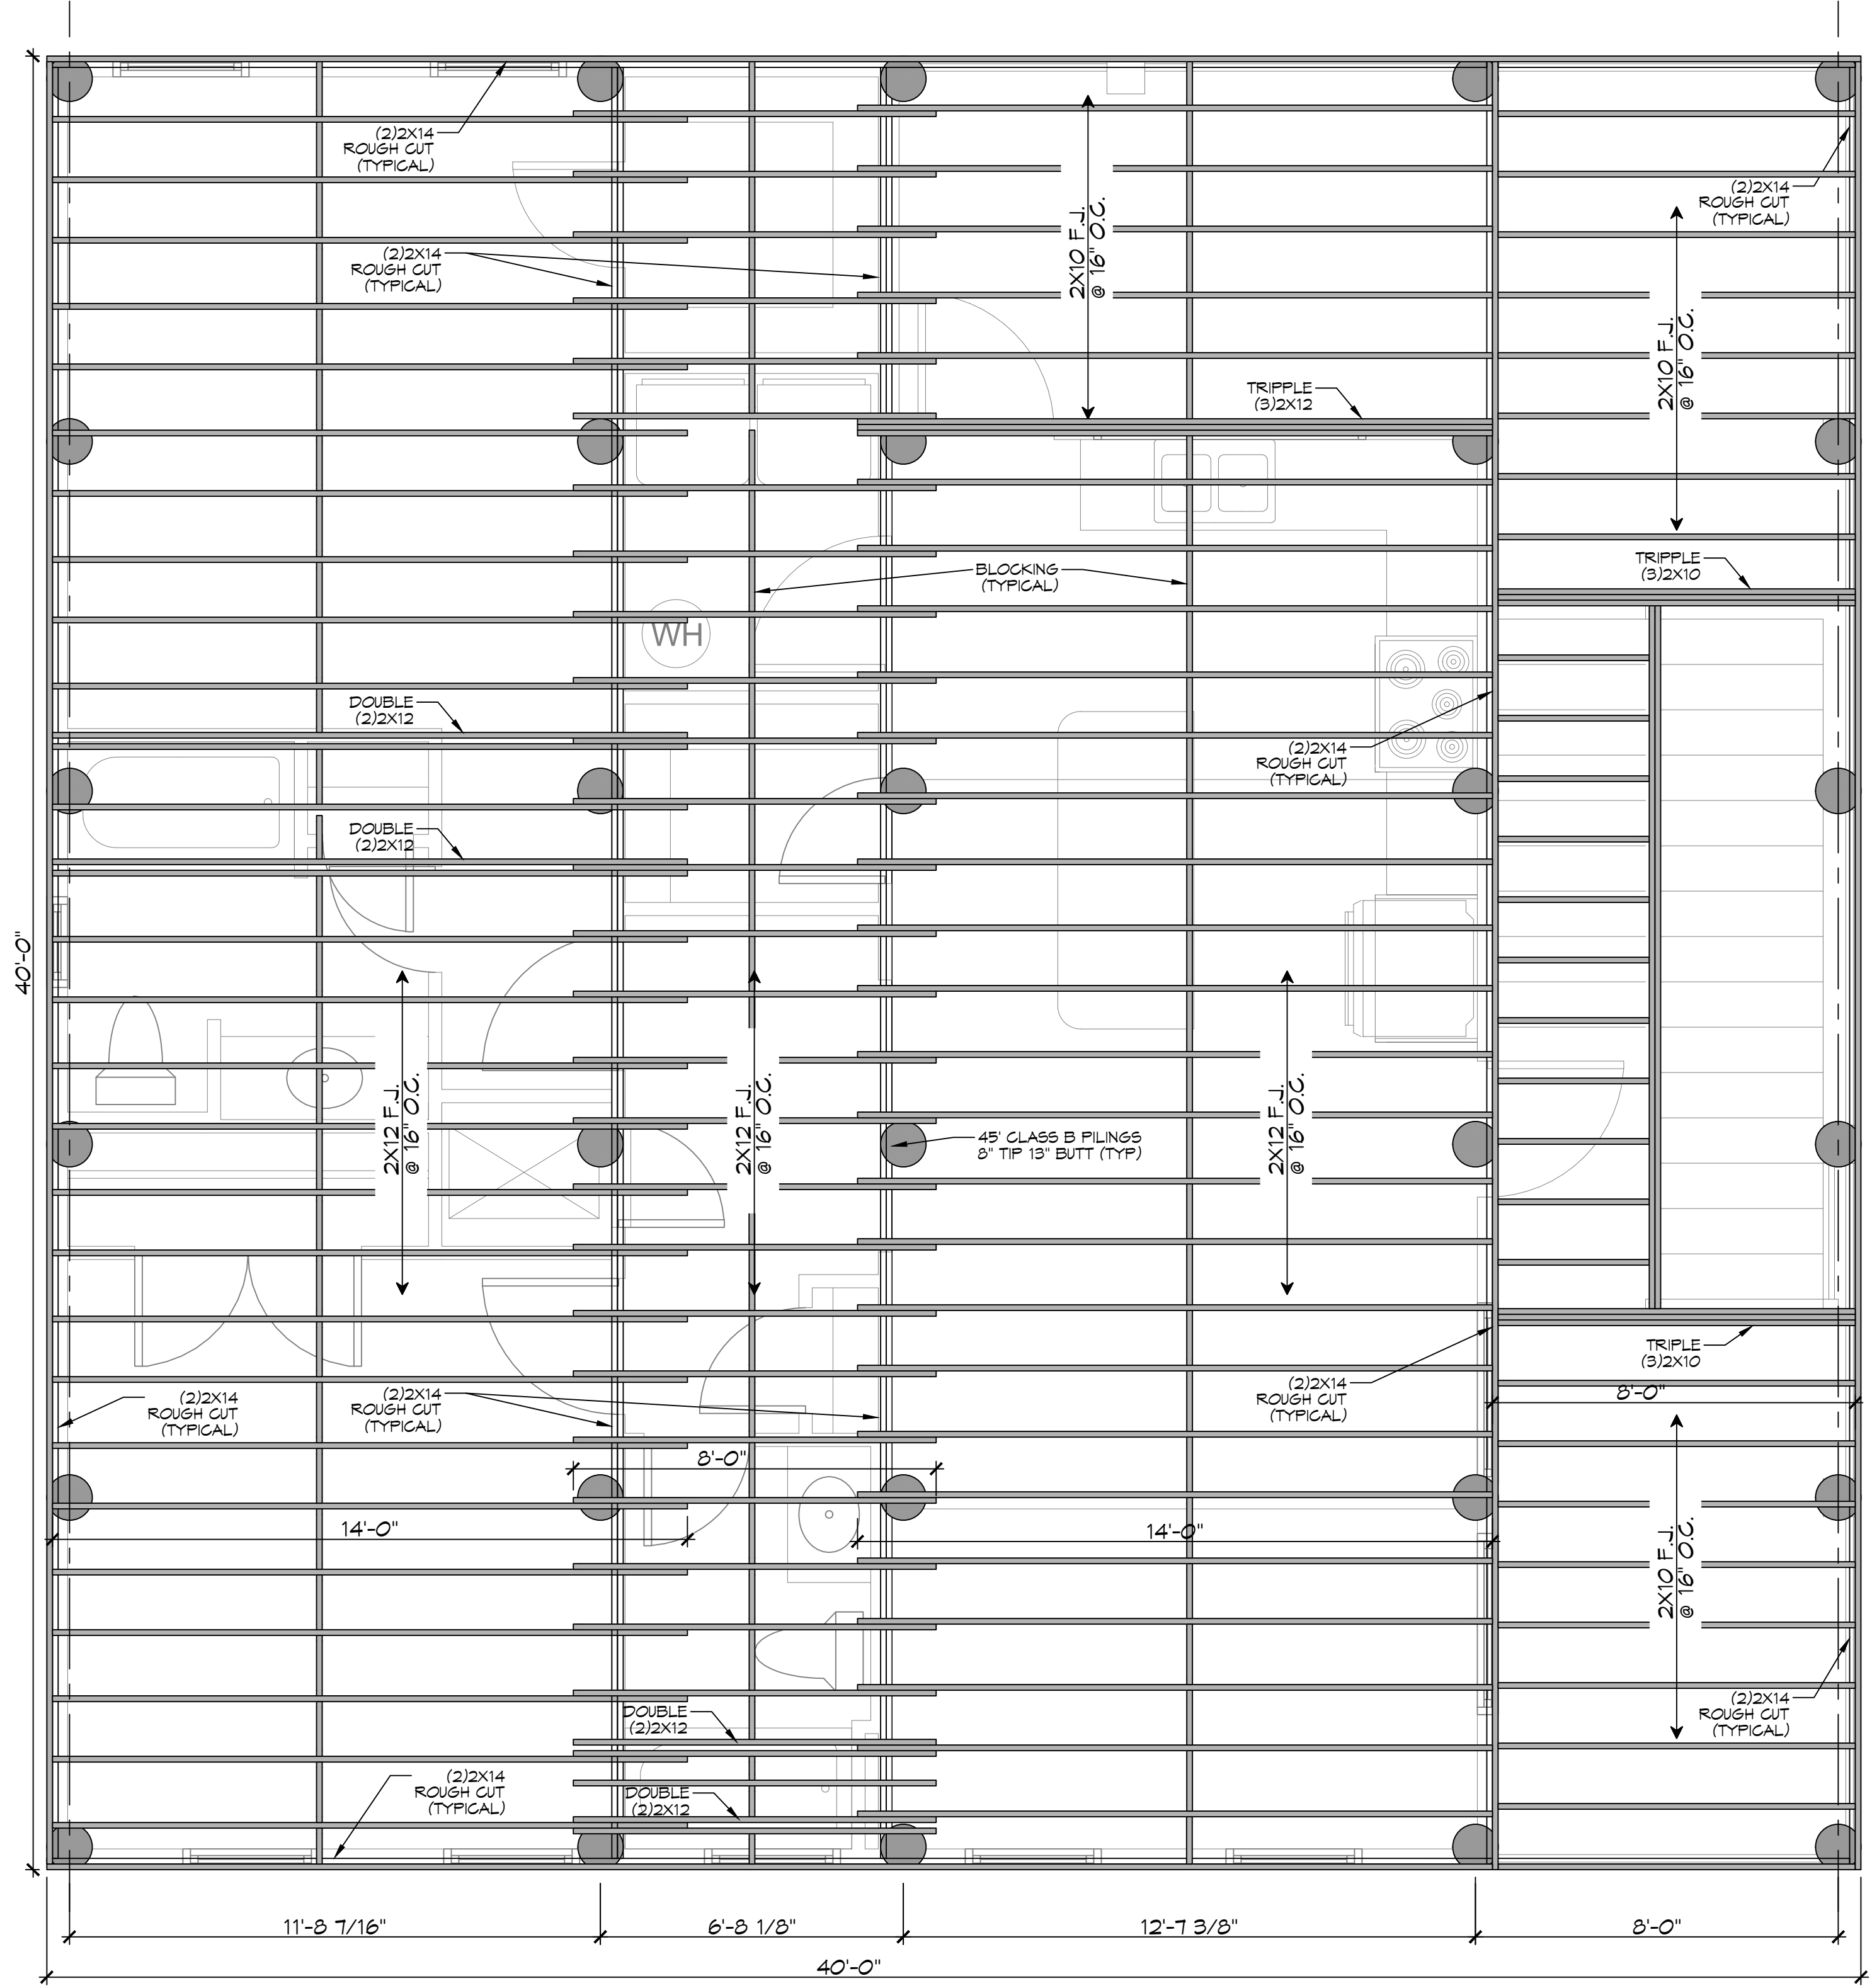 (2)2X14
ROUGH CUT
(TYPICAL)
(2)2X14
ROUGH CUT
(TYPICAL)
2X10 F.J.
@ 16" O.C.
(2)2X14
ROUGH CUT
(TYPICAL)
2X10 F.J.
@ 16" O.C.
TRIPPLE
(3)2X12
BLOCKING
(TYPICAL)
TRIPPLE
(3)2X10
WH
DOUBLE
(2)2X12
(2)2X14
ROUGH CUT
(TYPICAL)
DOUBLE
(2)2X12
40'-0"
2X12 F.J.
@ 16" O.C.
2X12 F.J.
@ 16" O.C.
2X12 F.J.
@ 16" O.C.
45' CLASS B PILINGS
8" TIP 13" BUTT (TYP)
TRIPLE
(3)2X10
(2)2X14
ROUGH CUT
(TYPICAL)
(2)2X14
ROUGH CUT
(TYPICAL)
(2)2X14
ROUGH CUT
(TYPICAL)
8'-0"
8'-0"
14'-0"
14'-0"
2X10 F.J.
@ 16" O.C.
DOUBLE
(2)2X12
(2)2X14
ROUGH CUT
(TYPICAL)
(2)2X14
ROUGH CUT
(TYPICAL)
DOUBLE
(2)2X12
11'-8 7/16"
6'-8 1/8"
12'-7 3/8"
8'-0"
40'-0"